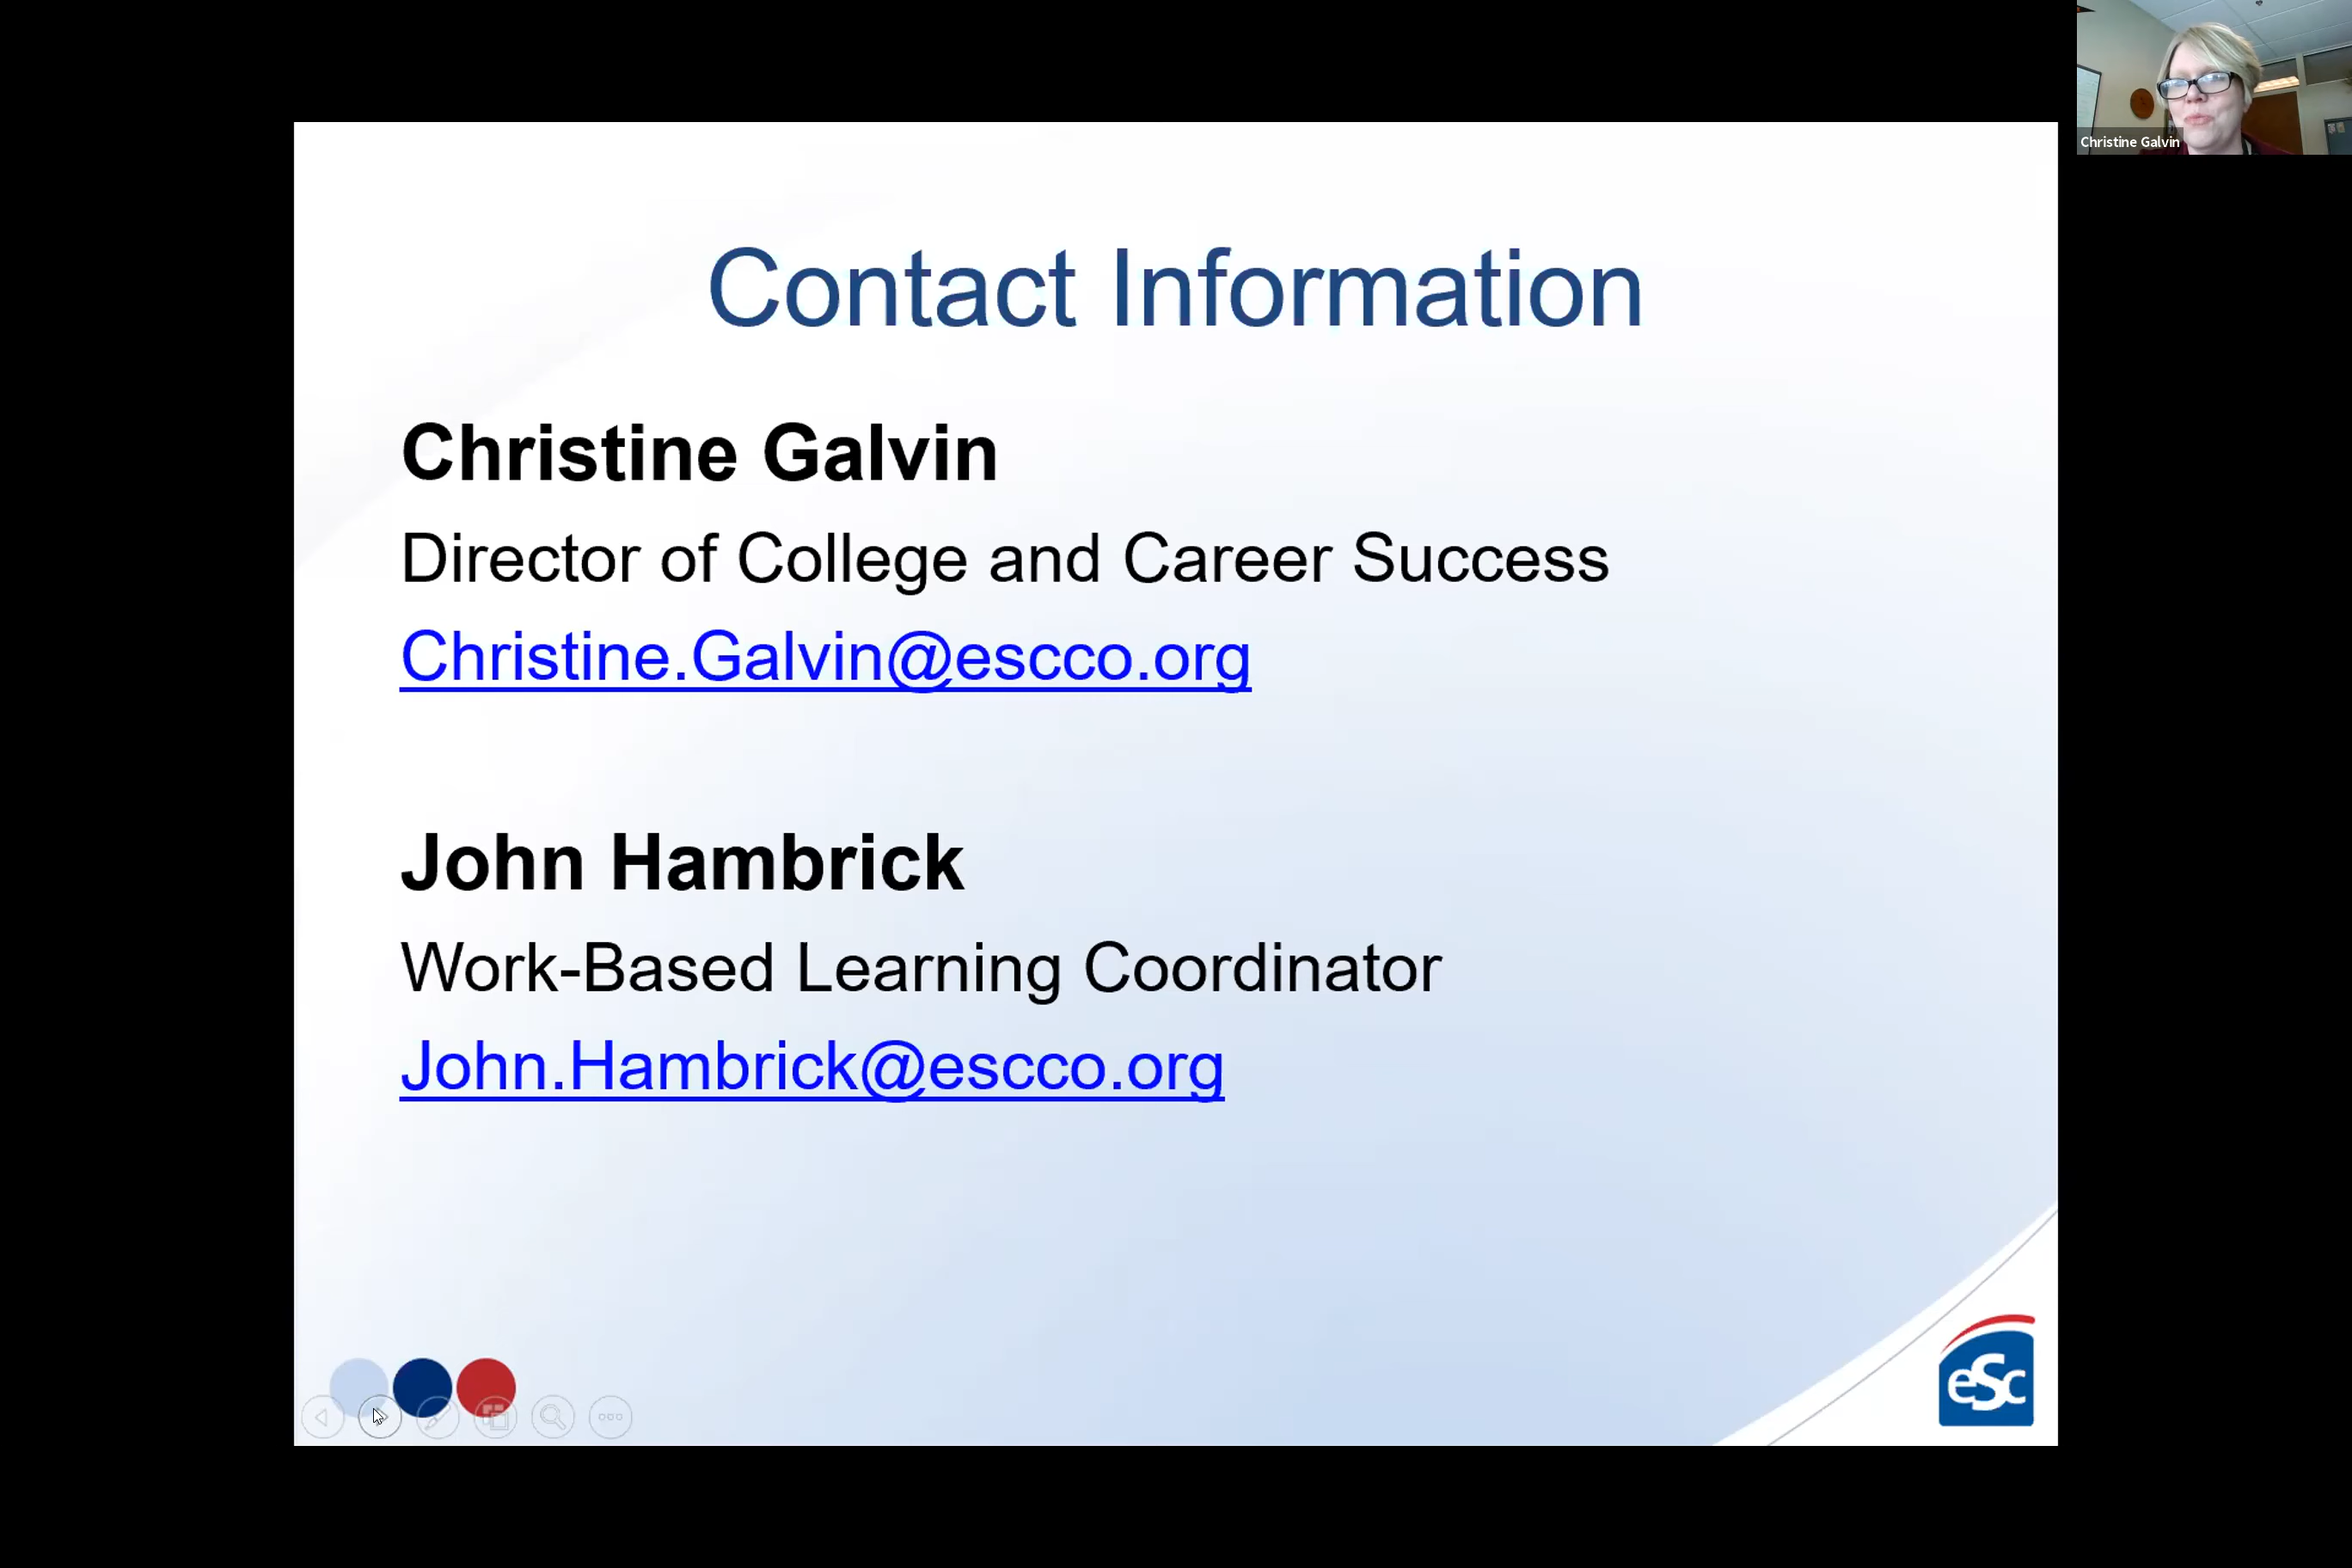 Contact Information
Christine Galvin
Director of College and Career Success
Christine.Galvin@escco.org
John Hambrick
Work-Based Learning Coordinator
John.Hambrick@escco.org
eSc
Christine Galvin